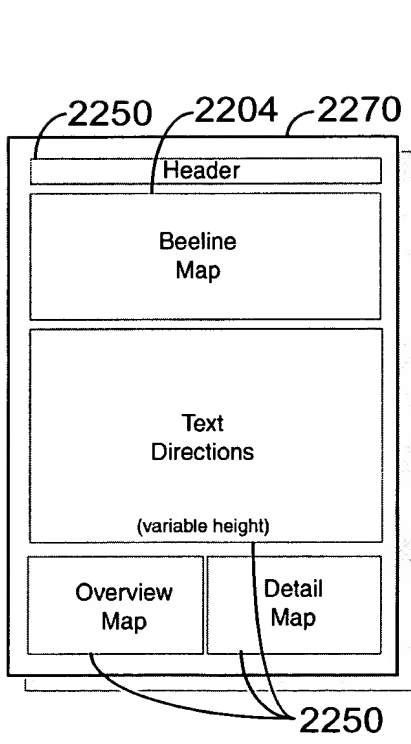 2250 2204 2270
Header
Beeline
Map
Text
Directions
(variable height)
Overview
Map
Detail
Map
2250